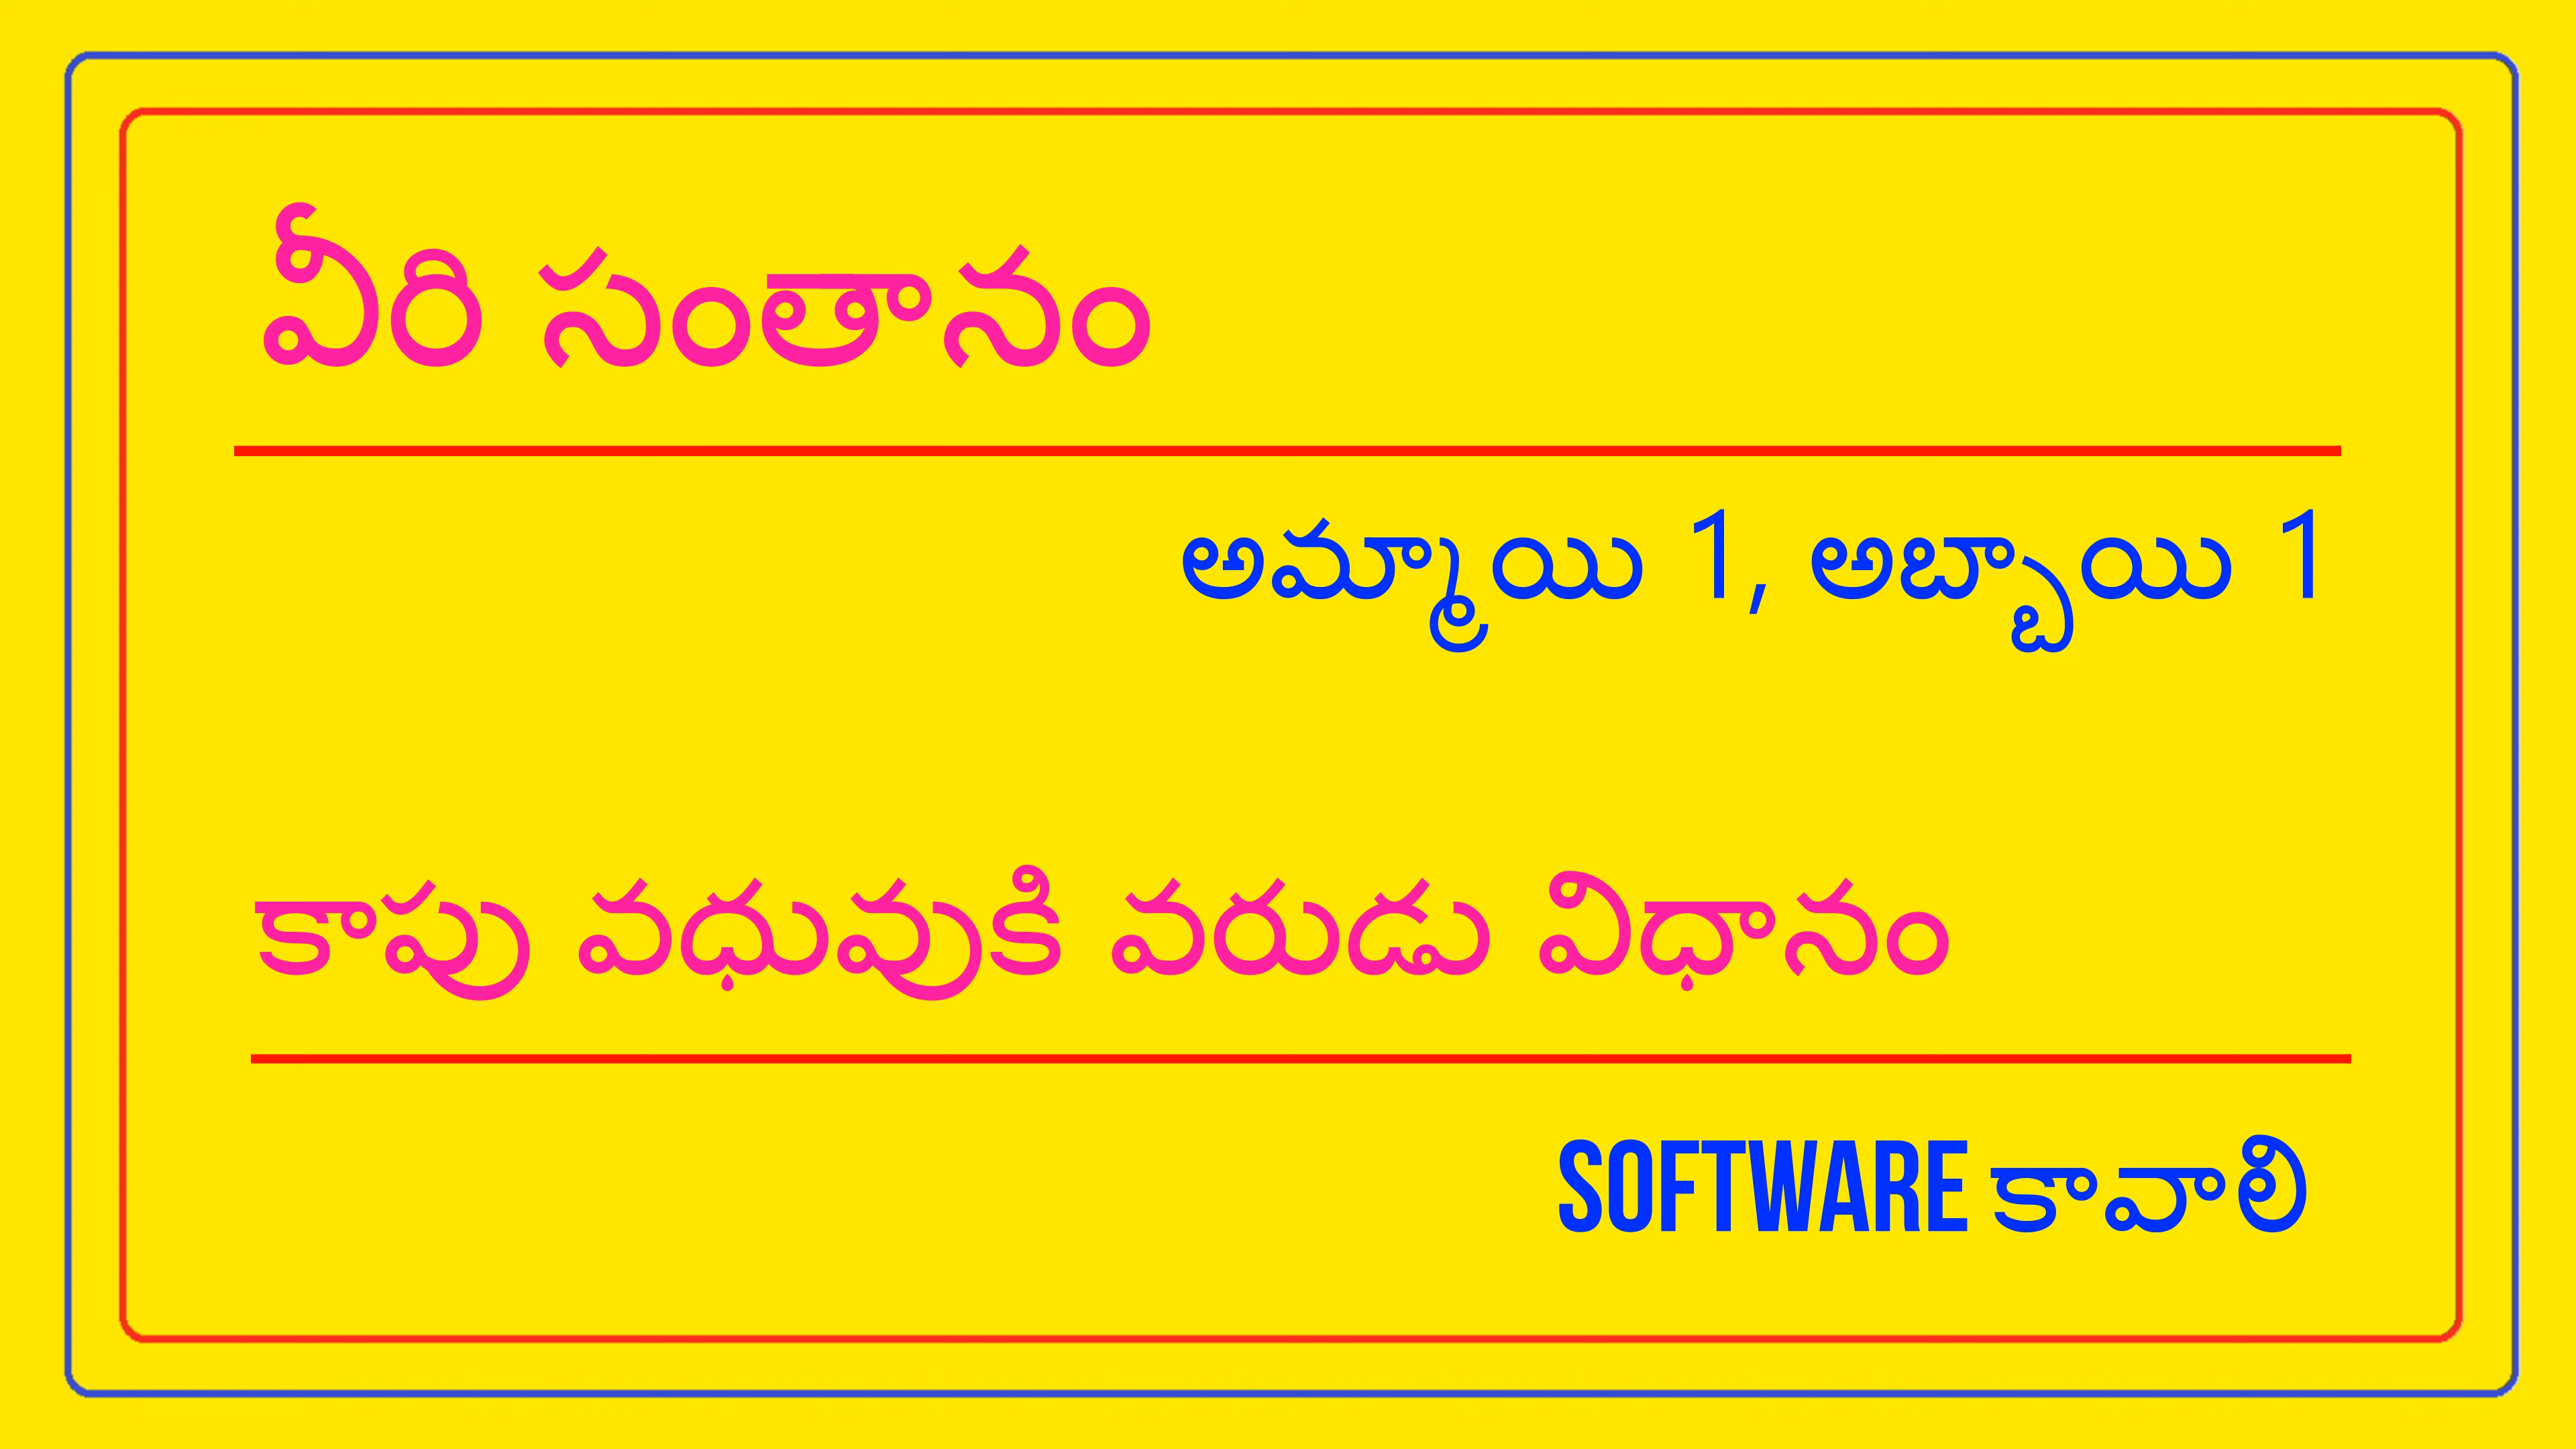 వీరి సంతానం
అమ్మాయి 1, అబ్బాయి 1
కాపు వధువుకి వరుడు విధానం
SOFTWARE కావాలి